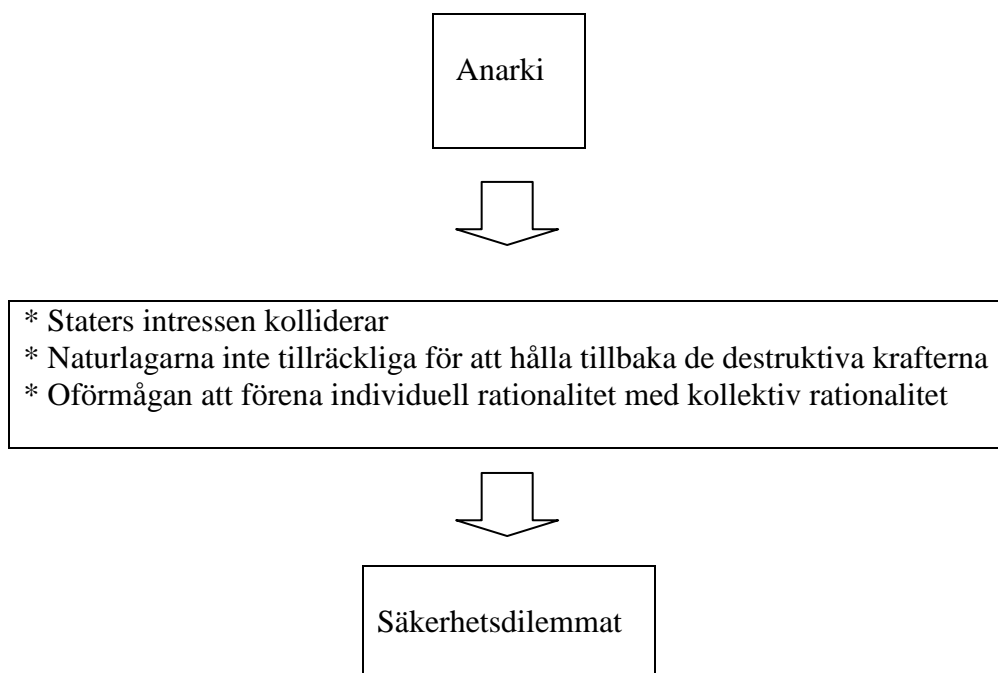 Anarki
* Staters intressen kolliderar
* Naturlagarna inte tillräckliga för att hålla tillbaka de destruktiva krafterna
* Oförmågan att förena individuell rationalitet med kollektiv rationalitet
Säkerhetsdilemmat